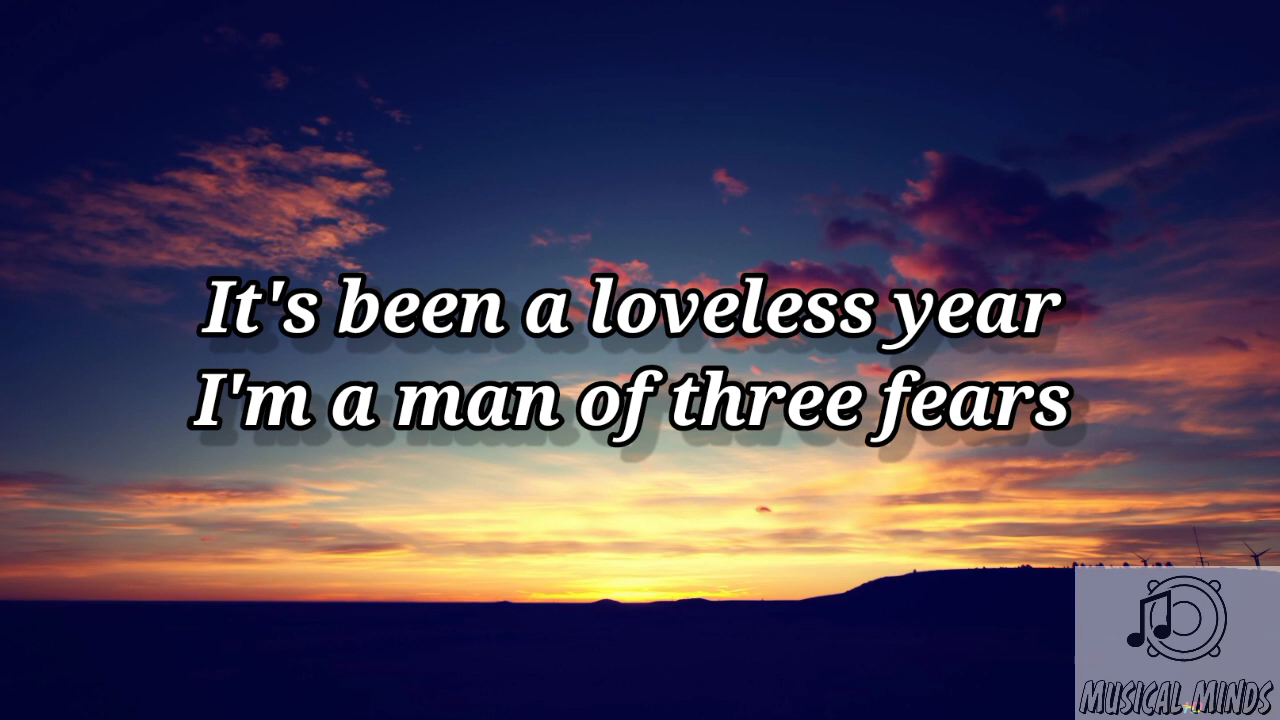 It's been a loveless year
I'm a man of three fears
MUSICAL MINDS